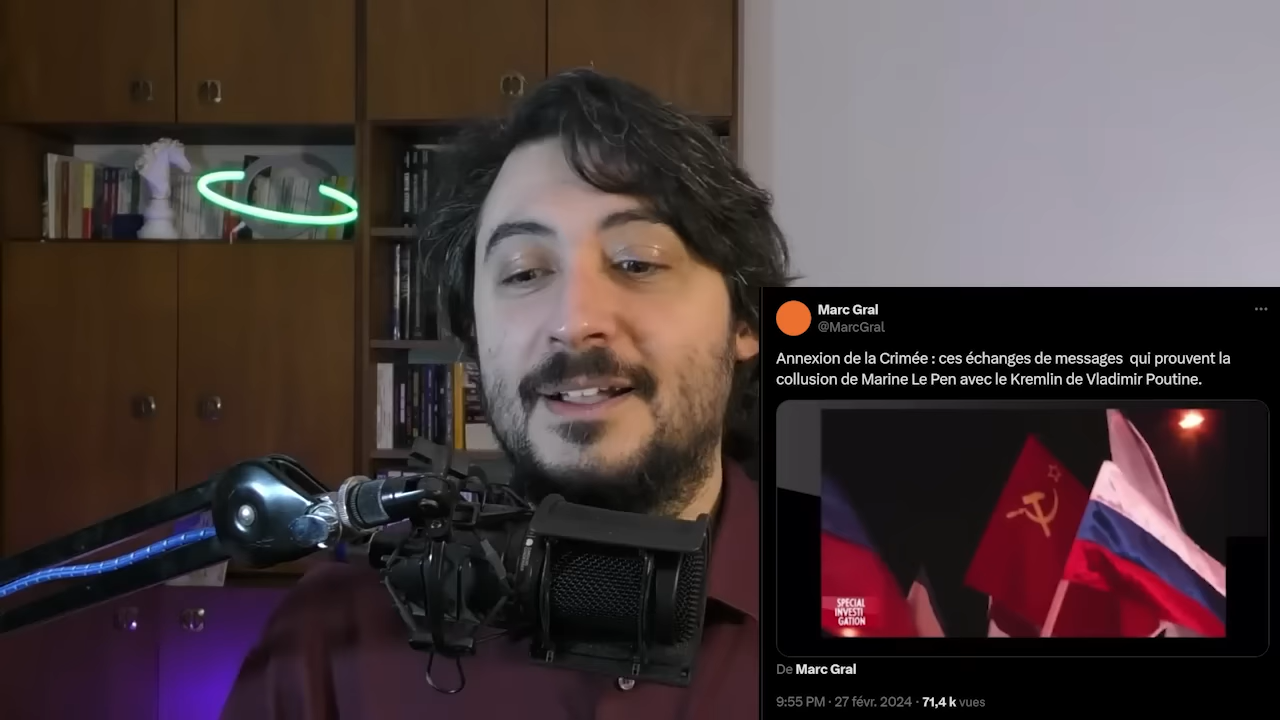 Marc Gral
@MarcGral
Annexion de la Crimée : ces échanges de messages qui prouvent la
collusion de Marine Le Pen avec le Kremlin de Vladimir Poutine.
SPECIAL
INVESTI
GATION
De Marc Gral
9:55 PM · 27 févr. 2024 · 71,4 k vues